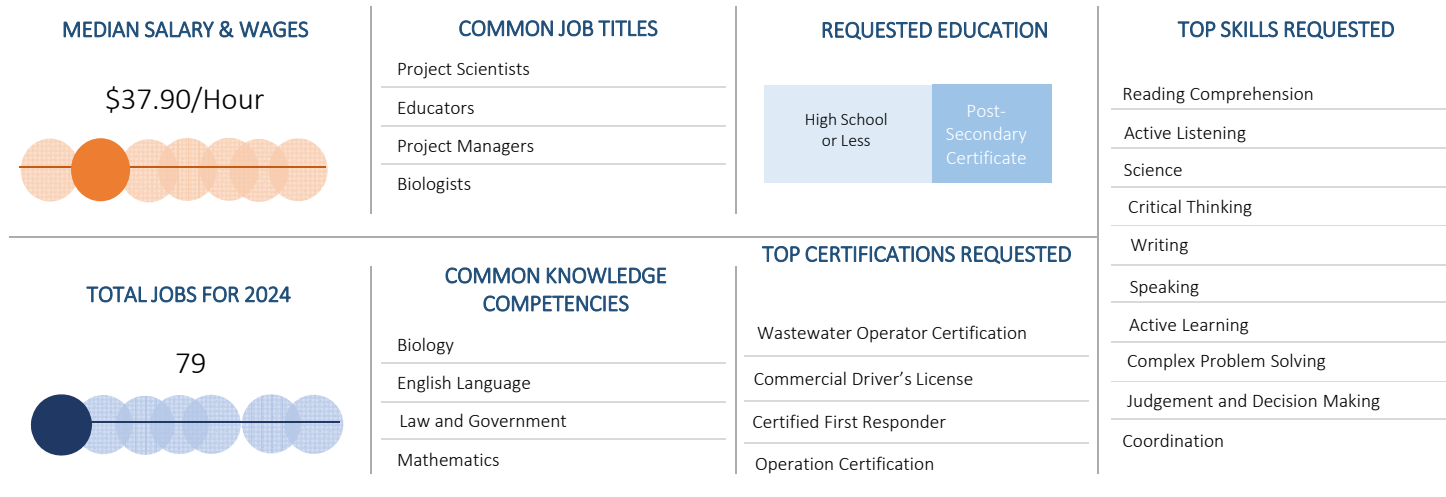 MEDIAN SALARY & WAGES
$37.90/Hour
COMMON JOB TITLES
Project Scientists
Educators
Project Managers
Biologists
REQUESTED EDUCATION
High School
or Less
Post-
Secondary
Certificate
TOP SKILLS REQUESTED
Reading Comprehension
Active Listening
Science
Critical Thinking
Writing
Speaking
Active Learning
Complex Problem Solving
Judgement and Decision Making
Coordination
TOTAL JOBS FOR 2024
79
COMMON KNOWLEDGE
COMPETENCIES
Biology
English Language
Law and Government
Mathematics
TOP CERTIFICATIONS REQUESTED
Wastewater Operator Certification
Commercial Driver’s License
Certified First Responder
Operation Certification